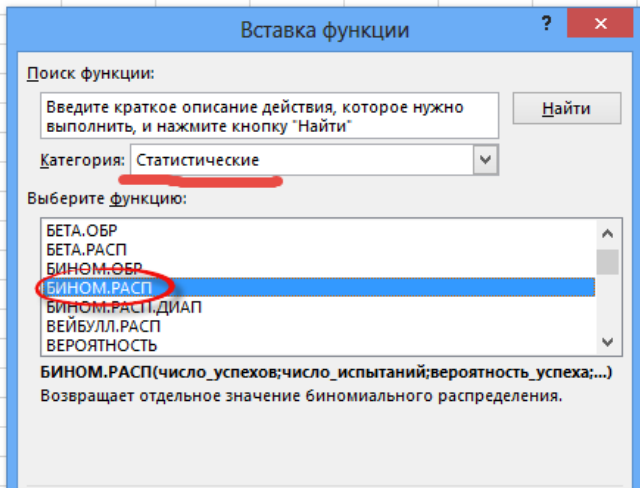 Вставка функции
?
×
Поиск функции:
Введите краткое описание действия, которое нужно
выполнить, и нажмите кнопку "Найти"
Найти
Категория: Статистические
Выберите функцию:
БЕТА.ОБР
БЕТА.РАСП
БИНОМ.ОБР
БИНОМ.РАСП
БИНОМ.РАСП.ДИАП
ВЕЙБУЛЛ.РАСП
ВЕРОЯТНОСТЬ
БИНОМ.РАСП(число_успехов;число_испытаний;вероятность_успеха;...)
Возвращает отдельное значение биномиального распределения.